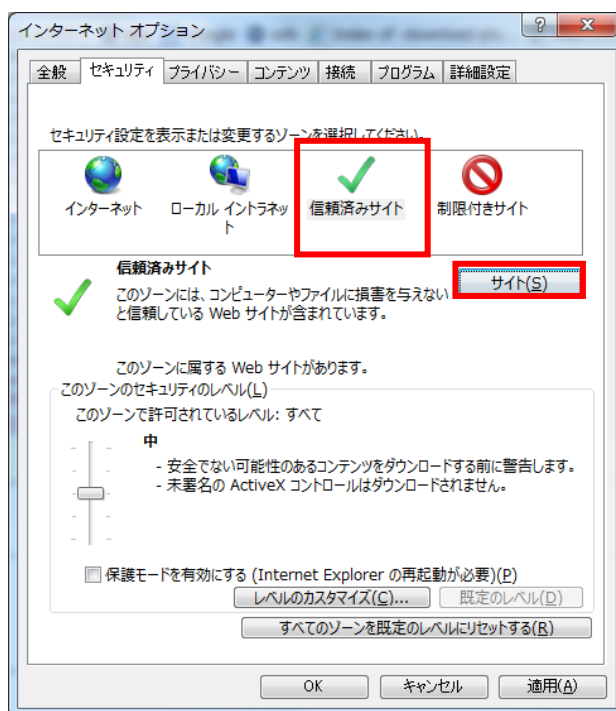 インターネット オプション
全般 セキュリティ プライバシー コンテンツ 接続 プログラム 詳細設定
セキュリティ設定を表示または変更するゾーンを選択してください。
インターネット
ローカル イントラネッ
ト
信頼済みサイト
制限付きサイト
信頼済みサイト
サイト(S)
このゾーンには、コンピューターやファイルに損害を与えない
と信頼している Web サイトが含まれています。
このゾーンに属する Web サイトがあります。
このゾーンのセキュリティのレベル(L)
このゾーンで許可されているレベル: すべて
中
- 安全でない可能性のあるコンテンツをダウンロードする前に警告します。
- 未署名の ActiveX コントロールはダウンロードされません。
保護モードを有効にする (Internet Explorer の再起動が必要)(P)
レベルのカスタマイズ(C)... 既定のレベル(D)
すべてのゾーンを既定のレベルにリセットする(R)
OK キャンセル 適用(A)